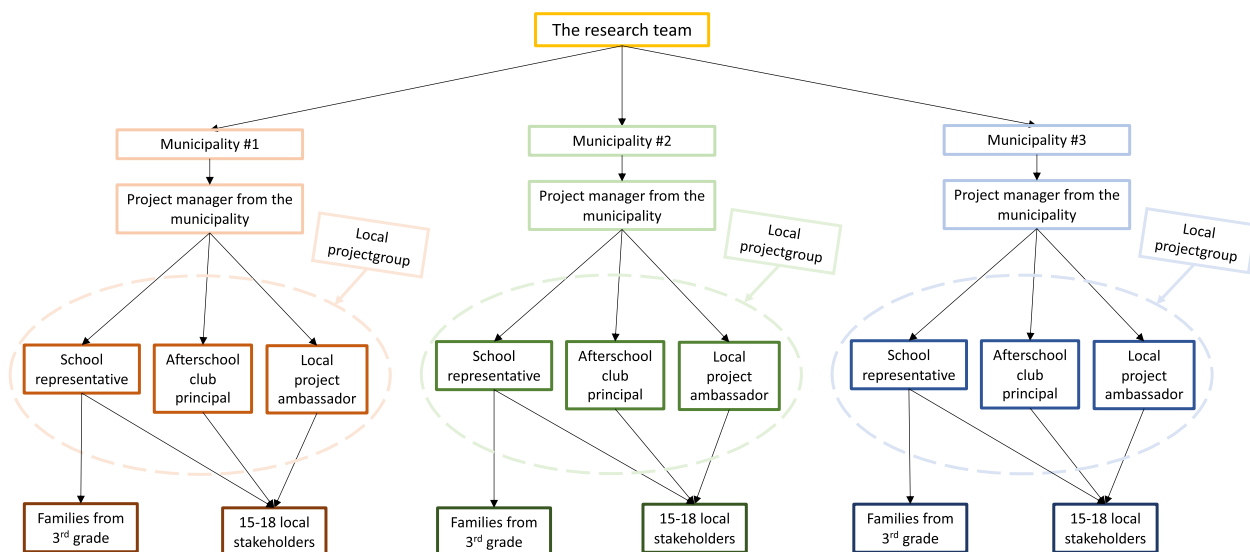 The research team
Municipality #1
Municipality #2
Municipality #3
Project manager from the
municipality
Project manager from the
municipality
Project manager from the
municipality
Local
projectgroup
Local
projectgroup
Local
projectgroup
School
representative
Afterschool
club
principal
Local
project
ambassador
School
representative
Afterschool
club
principal
Local
project
ambassador
School
representative
Afterschool
club
principal
Local
project
ambassador
Families from
3rd grade
15-18 local
stakeholders
Families from
3rd grade
15-18 local
stakeholders
Families from
3rd grade
15-18 local
stakeholders